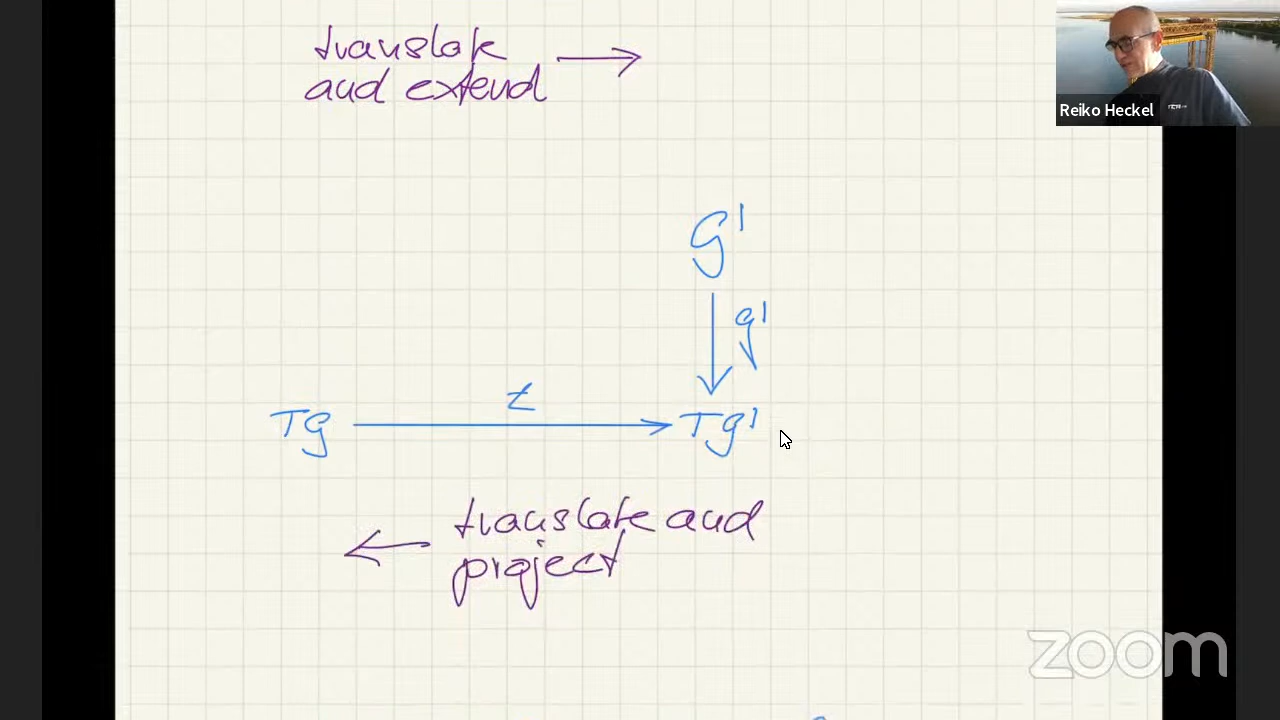 translate
and extend
Reiko Heckel
G'
g'
t
TG
TG'
translate and
project
zoom